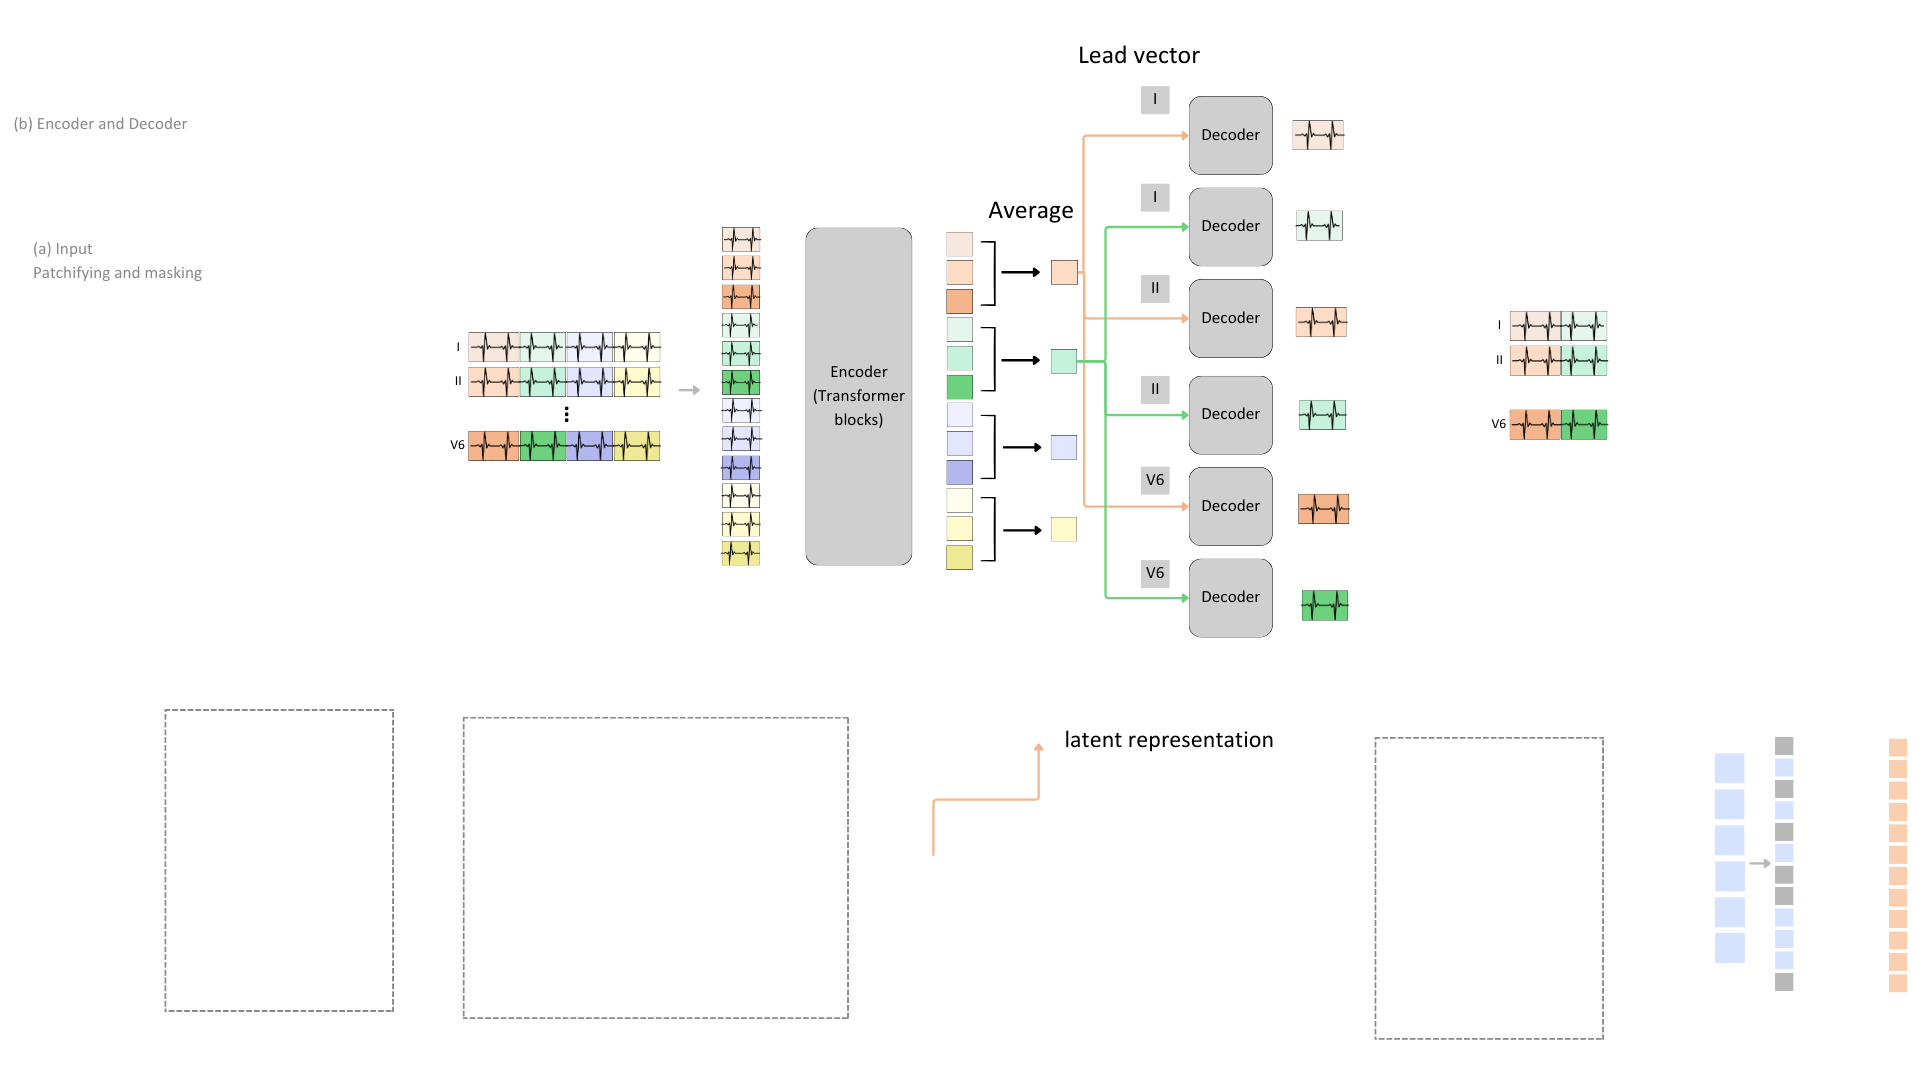 Lead vector
I
(b) Encoder and Decoder
Decoder
I
Average
Decoder
(a) Input
Patchifying and masking
II
Decoder
I
I
II
II
Encoder
(Transformer
blocks)
II
Decoder
V6
V6
V6
Decoder
V6
Decoder
latent representation